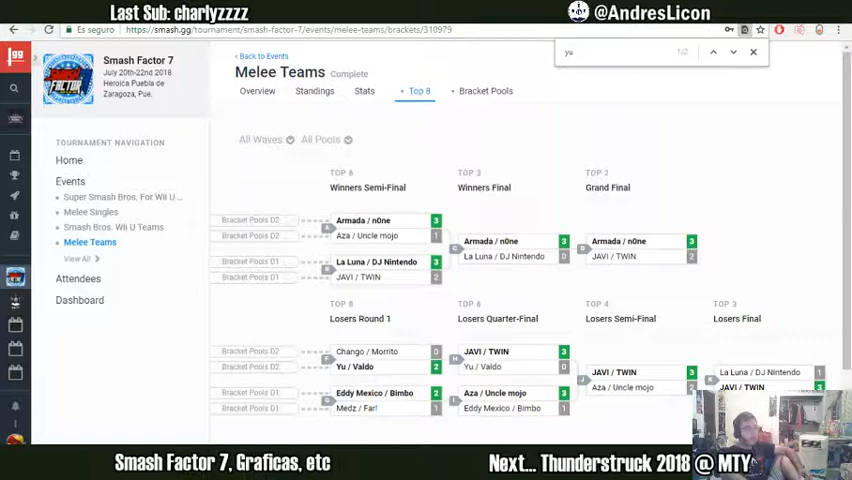 Last Sub: charlyzzzz
@AndresLicon
Es seguro
https://smash.gg/tournament/smash-factor-7/events/melee-teams/brackets/310979
yu
1/2
.gg
Smash Factor 7
July 20th-22nd 2018
Heroica Puebla de
Zaragoza, Pue.
SMASH
FACTOR
‹ Back to Events
Melee Teams Complete
Overview Standings Stats • Top 8 • Bracket Pools
TOURNAMENT NAVIGATION
Home
Events
Super Smash Bros. For Wii U ...
Melee Singles
Smash Bros. Wii U Teams
Melee Teams
View All
Attendees
Dashboard
All Waves All Pools
TOP 6 TOP 3 TOP 2
Winners Semi-Final Winners Final Grand Final
Bracket Pools D2 Armada / n0ne 3
Bracket Pools D2 A Aza / Uncle mojo 1
G Armada / n0ne 3
La Luna / DJ Nintendo 0
D Armada / n0ne 3
JAVI / TWiN 2
Bracket Pools D1 La Luna / DJ Nintendo 3
Bracket Pools D1 B JAVI / TWiN 2
TOP 8 TOP 6 TOP 4 TOP 3
Losers Round 1 Losers Quarter-Final Losers Semi-Final Losers Final
Bracket Pools D2 Chango / Morrito 0
Bracket Pools D2 F Yu / Valdo 2
H JAVI / TWiN 3
Yu / Valdo 0
J JAVI / TWiN 3
Aza / Uncle mojo 2
K La Luna / DJ Nintendo 1
JAVI / TWiN 3
Bracket Pools D1 Eddy Mexico / Bimbo 2
Bracket Pools D1 G Medz / Far! 1
I Aza / Uncle mojo 3
Eddy Mexico / Bimbo 1
Smash Factor 7, Graficas, etc
Next... Thunderstruck 2018 @ MTY